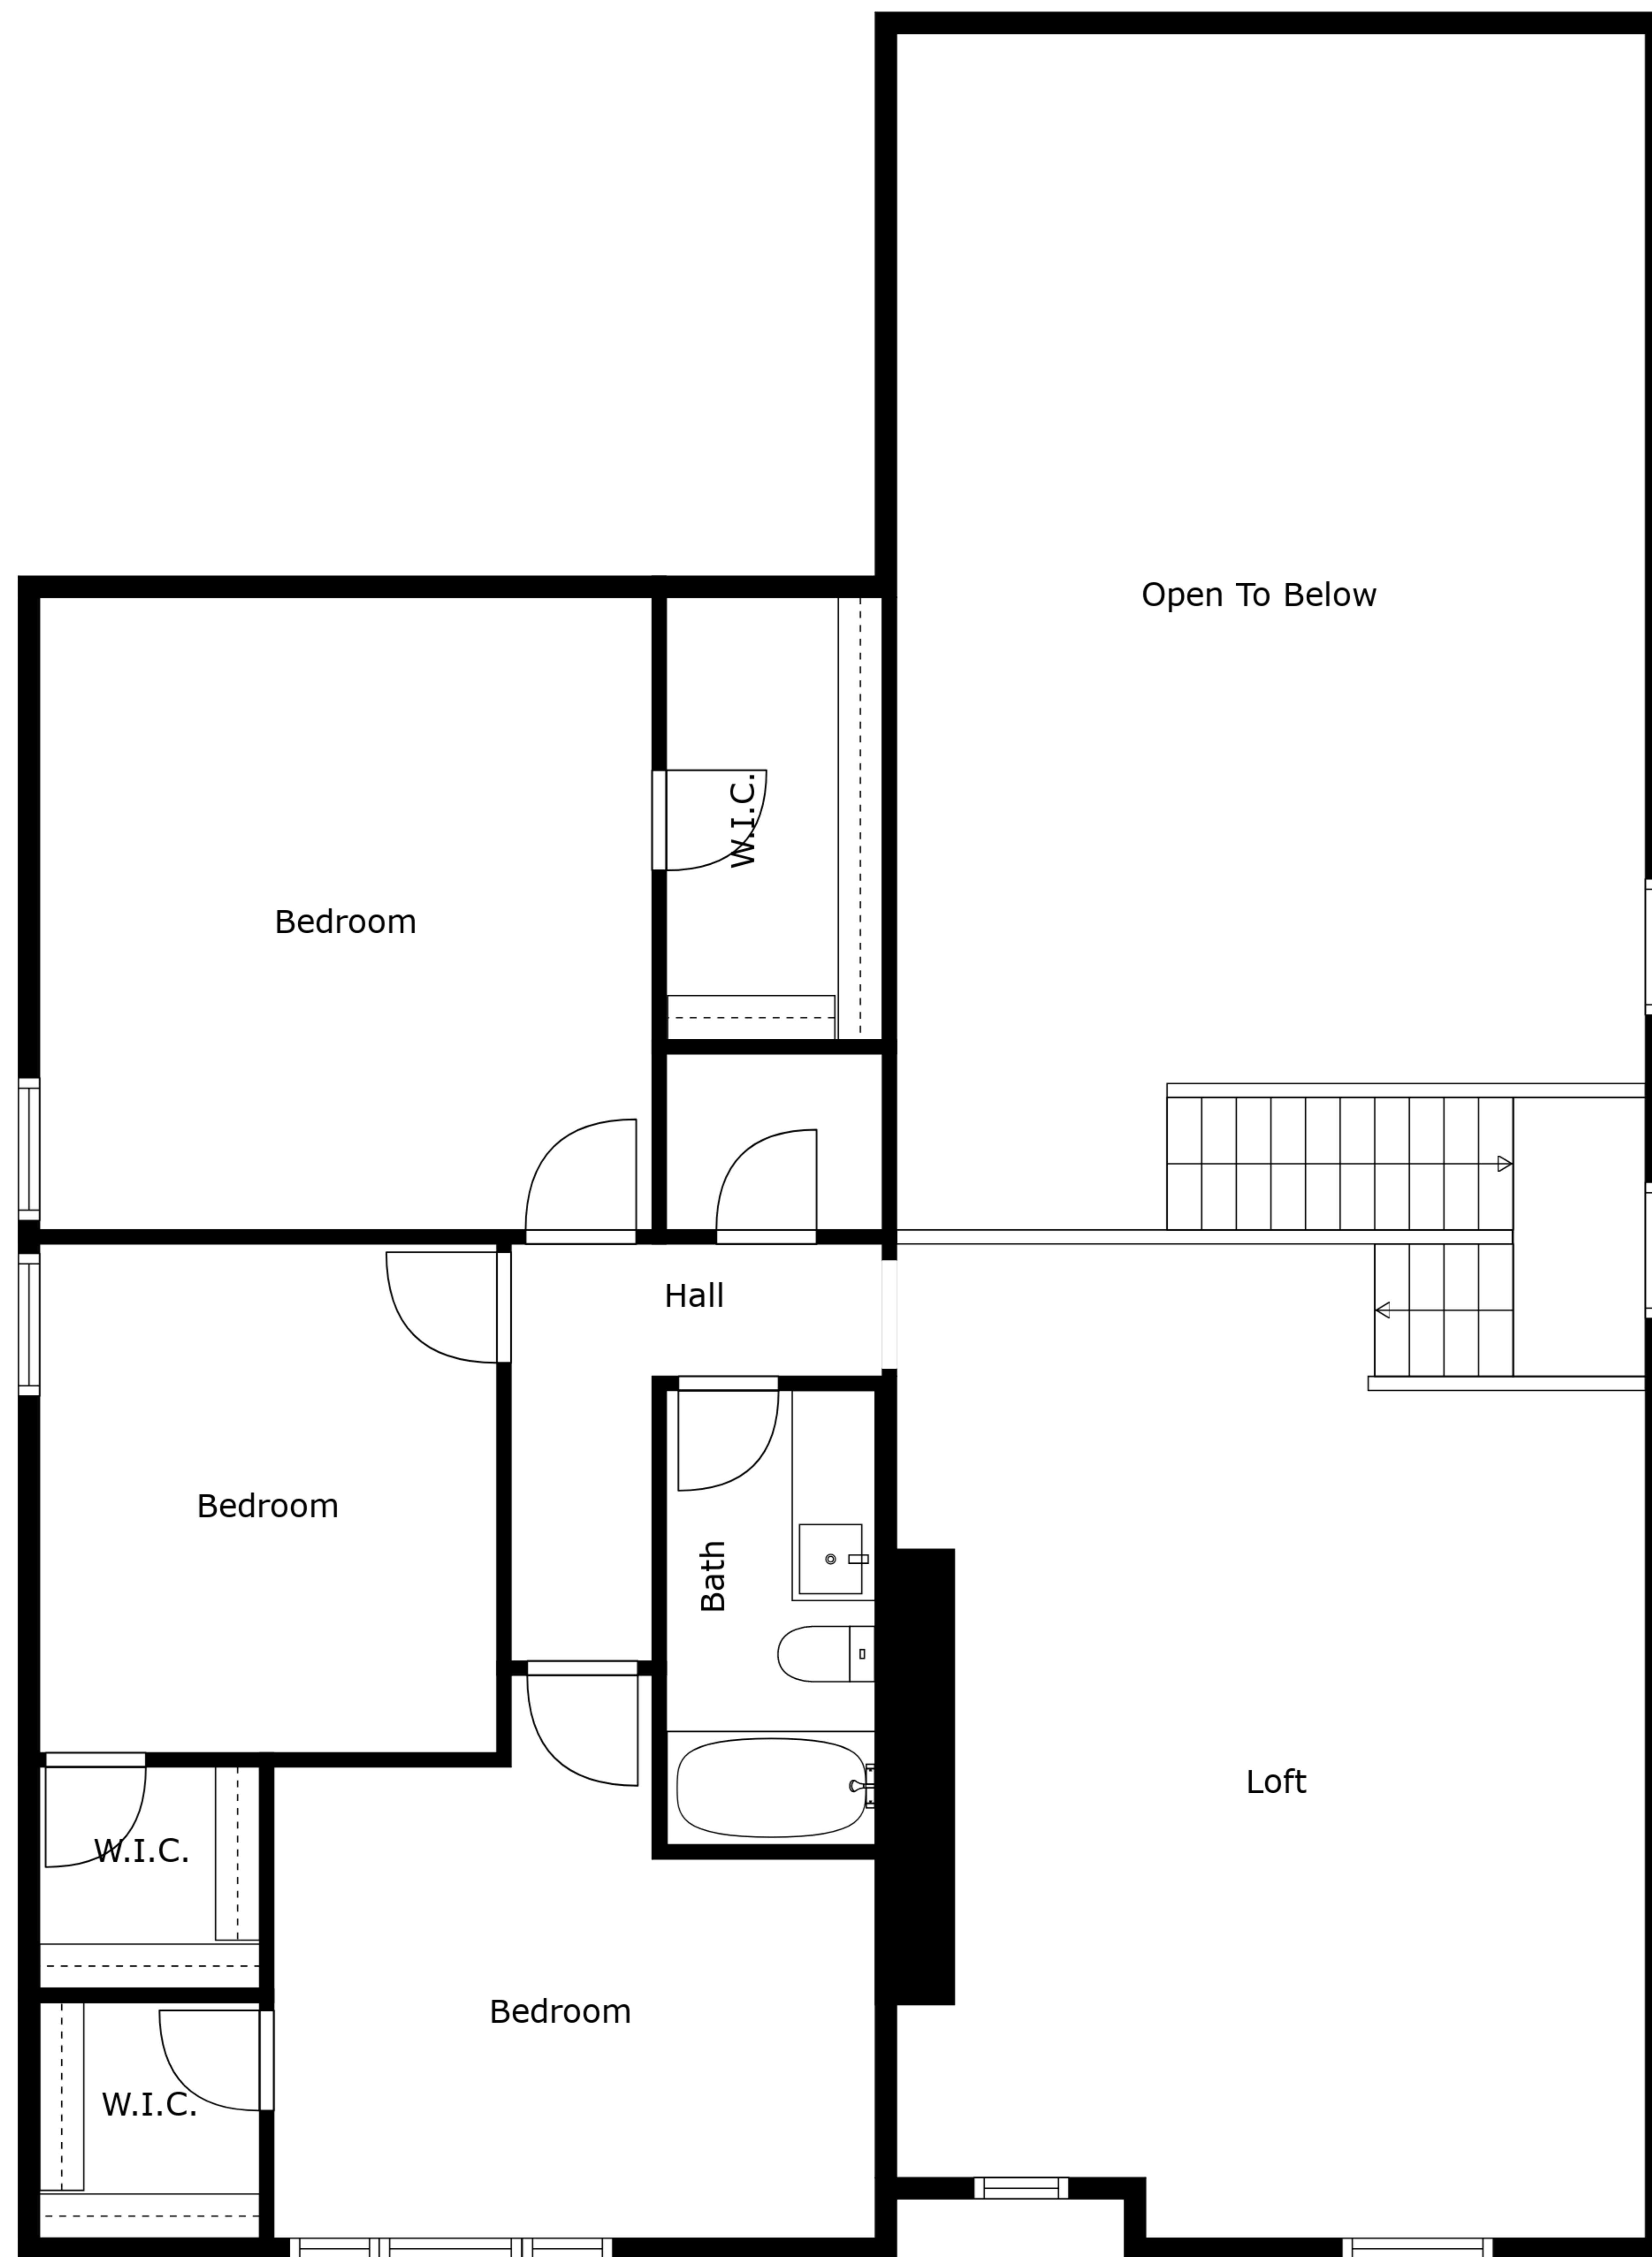 Open To Below
W.I.C.
Bedroom
Hall
Bedroom
Bath
Loft
W.I.C.
Bedroom
W.I.C.